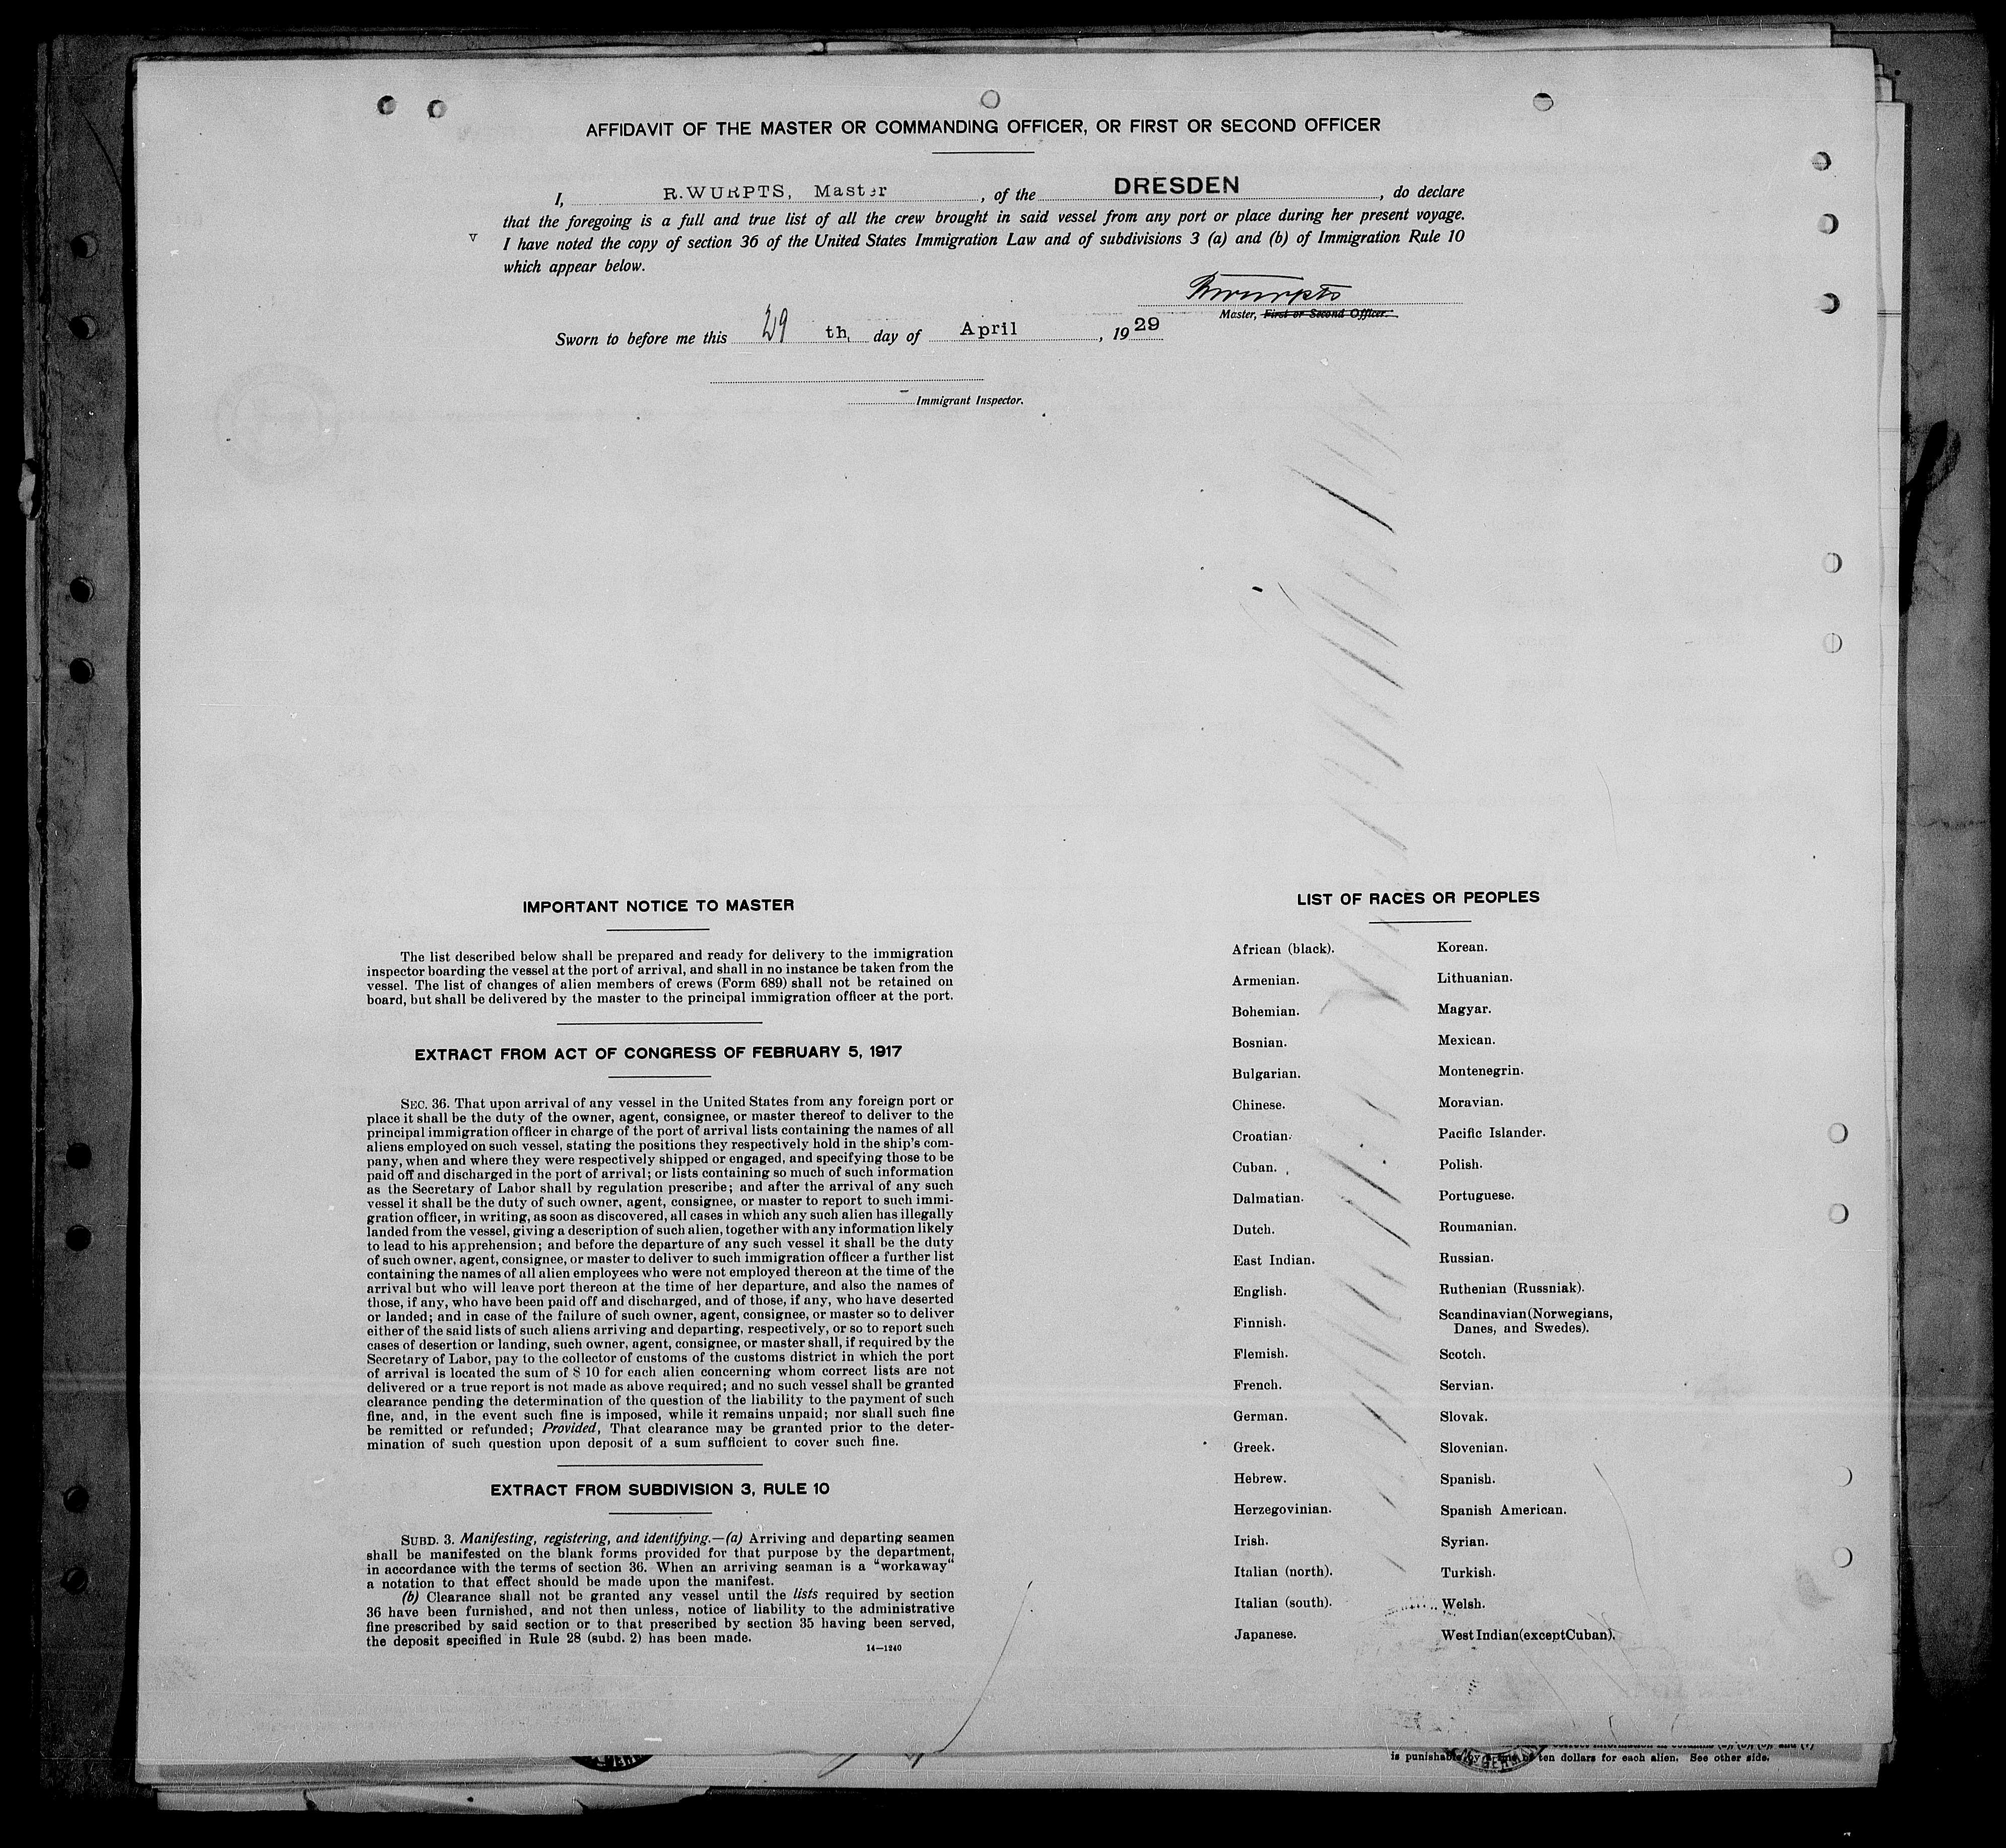 AFFIDAVIT OF THE MASTER OR COMMANDING OFFICER, OR FIRST OR SECOND OFFICER
I, R.WURPTS, Master, of the DRESDEN, do declare
that the foregoing is a full and true list of all the crew brought in said vessel from any port or place during her present voyage.
I have noted the copy of section 36 of the United States Immigration Law and of subdivisions 3 (a) and (b) of Immigration Rule 10
which appear below.
RWurpts
Master, First or Second Officer.
Sworn to before me this 29 th, day of April, 1929
Immigrant Inspector.
IMPORTANT NOTICE TO MASTER
The list described below shall be prepared and ready for delivery to the immigration
inspector boarding the vessel at the port of arrival, and shall in no instance be taken from the
vessel. The list of changes of alien members of crews (Form 689) shall not be retained on
board, but shall be delivered by the master to the principal immigration officer at the port.
EXTRACT FROM ACT OF CONGRESS OF FEBRUARY 5, 1917
SEC. 36. That upon arrival of any vessel in the United States from any foreign port or
place it shall be the duty of the owner, agent, consignee, or master thereof to deliver to the
principal immigration officer in charge of the port of arrival lists containing the names of all
aliens employed on such vessel, stating the positions they respectively hold in the ship's com-
pany, when and where they were respectively shipped or engaged, and specifying those to be
paid off and discharged in the port of arrival; or lists containing so much of such information
as the Secretary of Labor shall by regulation prescribe; and after the arrival of any such
vessel it shall be the duty of such owner, agent, consignee, or master to report to such immi-
gration officer, in writing, as soon as discovered, all cases in which any such alien has illegally
landed from the vessel, giving a description of such alien, together with any information likely
to lead to his apprehension; and before the departure of any such vessel it shall be the duty
of such owner, agent, consignee, or master to deliver to such immigration officer a further list
containing the names of all alien employees who were not employed thereon at the time of the
arrival but who will leave port thereon at the time of her departure, and also the names of
those, if any, who have been paid off and discharged, and of those, if any, who have deserted
or landed; and in case of the failure of such owner, agent, consignee, or master so to deliver
either of the said lists of such aliens arriving and departing, respectively, or so to report such
cases of desertion or landing, such owner, agent, consignee, or master shall, if required by the
Secretary of Labor, pay to the collector of customs of the customs district in which the port
of arrival is located the sum of $ 10 for each alien concerning whom correct lists are not
delivered or a true report is not made as above required; and no such vessel shall be granted
clearance pending the determination of the question of the liability to the payment of such
fine, and, in the event such fine is imposed, while it remains unpaid; nor shall such fine
be remitted or refunded; Provided, That clearance may be granted prior to the deter-
mination of such question upon deposit of a sum sufficient to cover such fine.
EXTRACT FROM SUBDIVISION 3, RULE 10
SUBD. 3. Manifesting, registering, and identifying.—(a) Arriving and departing seamen
shall be manifested on the blank forms provided for that purpose by the department,
in accordance with the terms of section 36. When an arriving seaman is a "workaway"
a notation to that effect should be made upon the manifest.
(b) Clearance shall not be granted any vessel until the lists required by section
36 have been furnished, and not then unless, notice of liability to the administrative
fine prescribed by said section or to that prescribed by section 35 having been served,
the deposit specified in Rule 28 (subd. 2) has been made.
14—1240
LIST OF RACES OR PEOPLES
African (black).
Armenian.
Bohemian.
Bosnian.
Bulgarian.
Chinese.
Croatian.
Cuban.
Dalmatian.
Dutch.
East Indian.
English.
Finnish.
Flemish.
French.
German.
Greek.
Hebrew.
Herzegovinian.
Irish.
Italian (north).
Italian (south).
Japanese.
Korean.
Lithuanian.
Magyar.
Mexican.
Montenegrin.
Moravian.
Pacific Islander.
Polish.
Portuguese.
Roumanian.
Russian.
Ruthenian (Russniak).
Scandinavian (Norwegians,
Danes, and Swedes).
Scotch.
Servian.
Slovak.
Slovenian.
Spanish.
Spanish American.
Syrian.
Turkish.
Welsh.
West Indian (except Cuban).
is punishable by a fine of ten dollars for each alien. See other side.